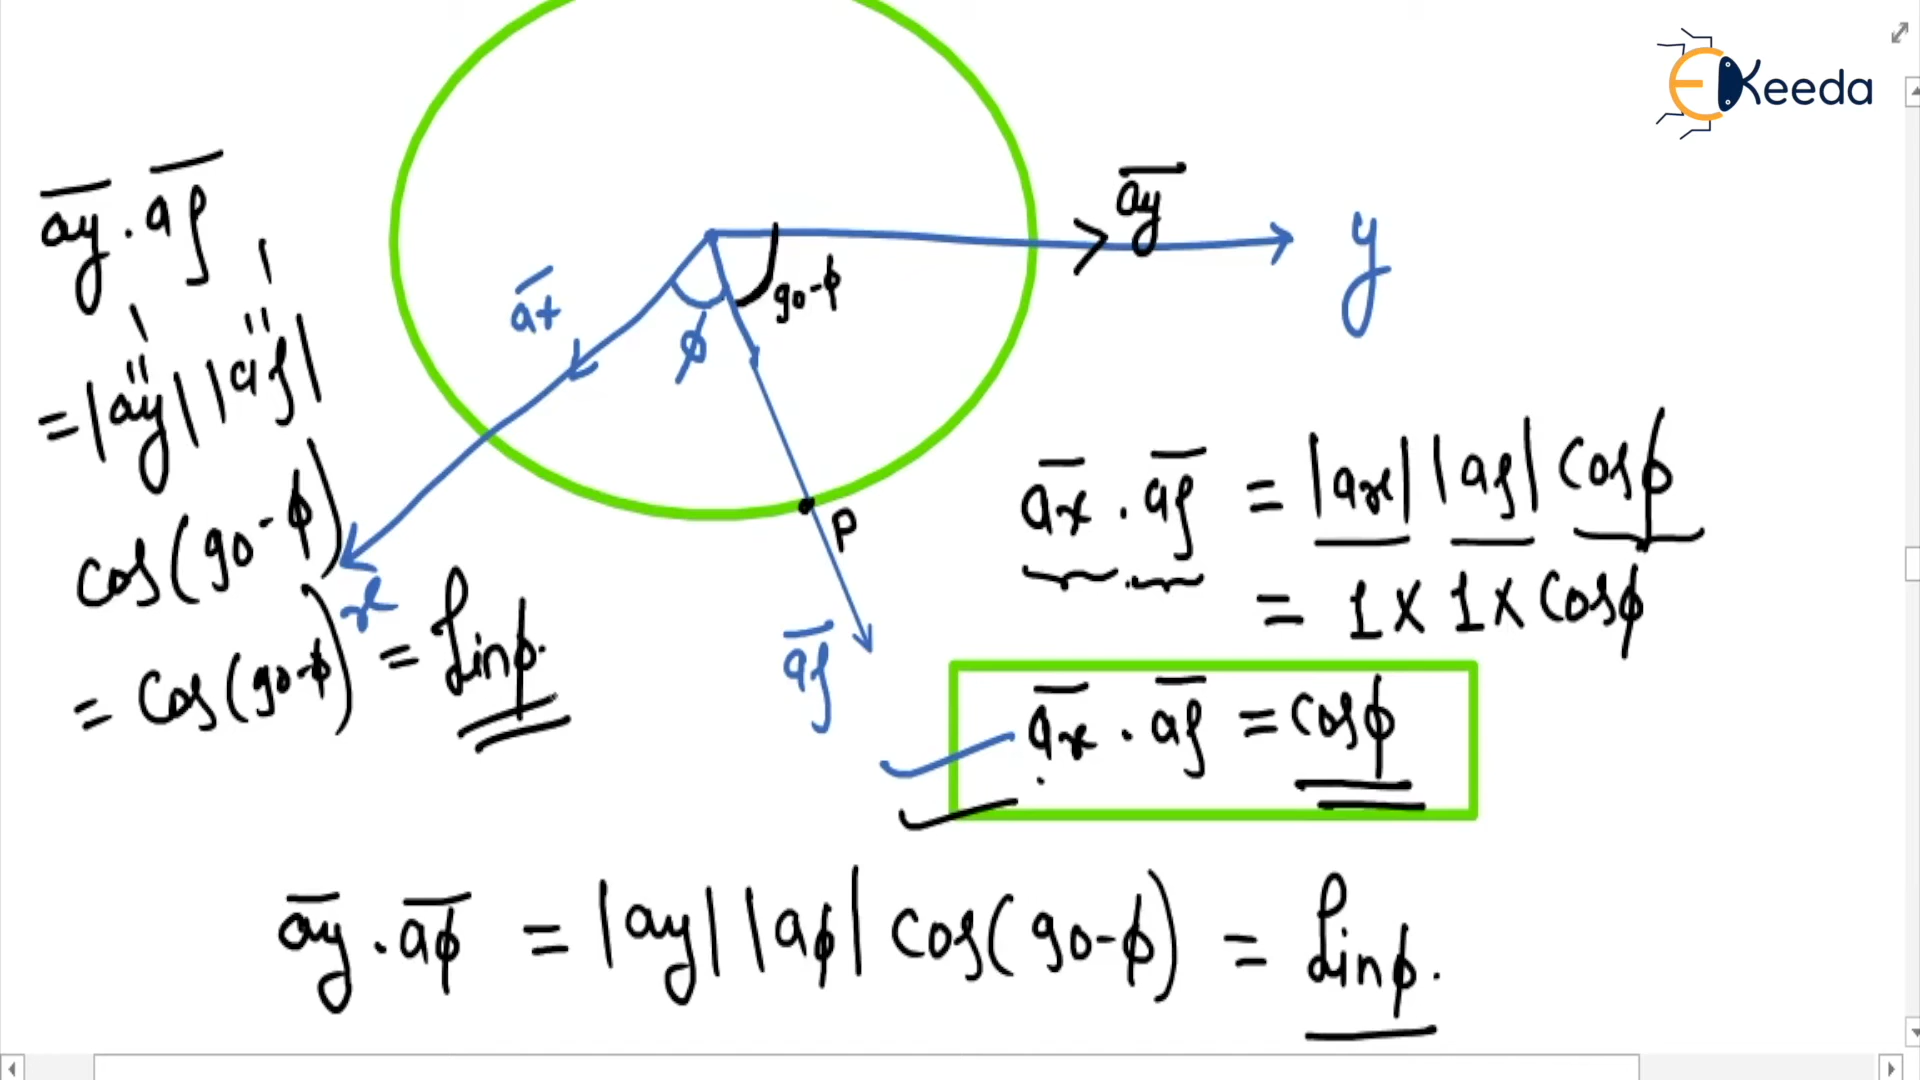 EKeeda
ay . aρ
= |ay| |aρ|
cos(90-ϕ)
= cos(90-ϕ) = sinϕ.
ax
ϕ
90-ϕ
ay
y
x
P
aρ
ax . aρ = |ax| |aρ| cosϕ
= 1 x 1 x cosϕ
ax . aρ = cosϕ
ay . aϕ = |ay| |aϕ| cos(90-ϕ) = sinϕ.